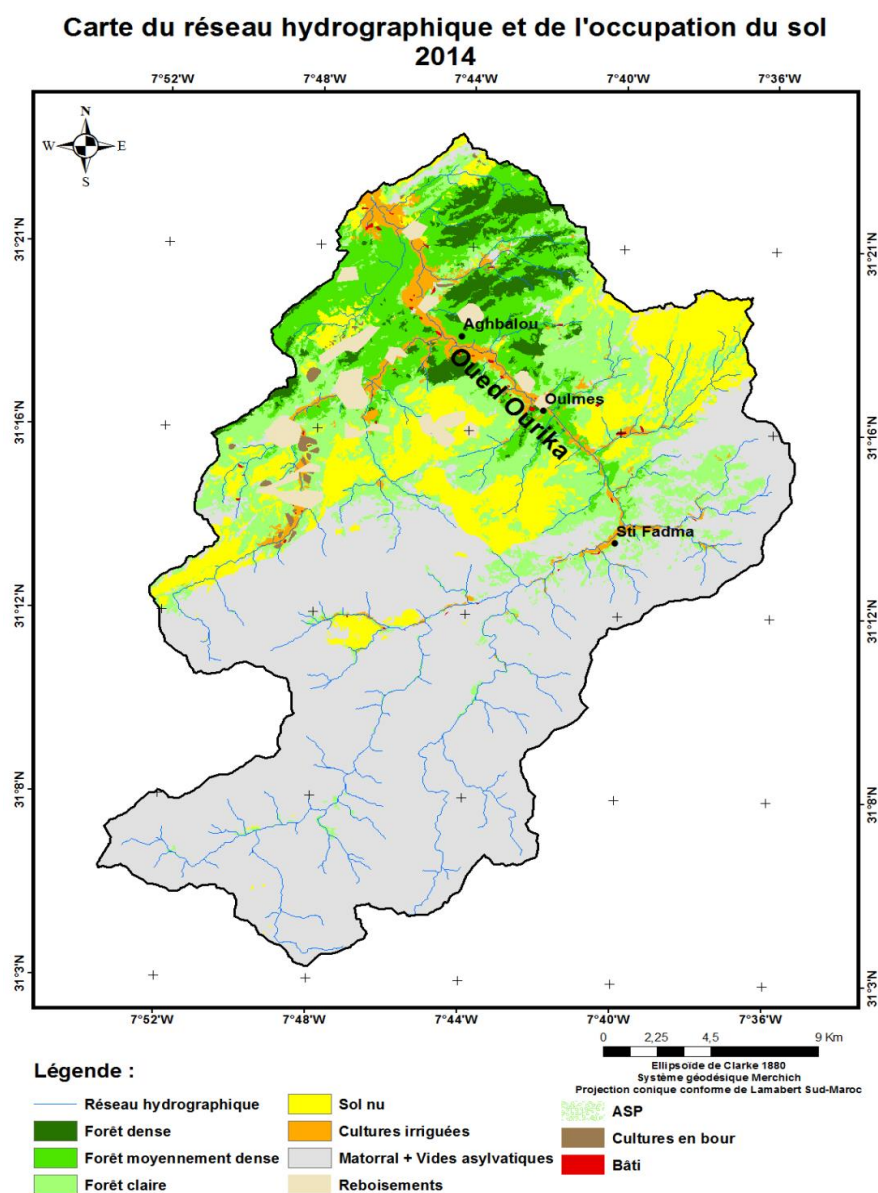 Carte du réseau hydrographique et de l'occupation du sol
2014
7°52'W 7°48'W 7°44'W 7°40'W 7°36'W
N
W E
S
31°21'N 31°21'N
Aghbalou
Oued Ourika
Oulmes
31°16'N 31°16'N
Sti Fadma
31°12'N 31°12'N
31°8'N 31°8'N
31°3'N 31°3'N
7°52'W 7°48'W 7°44'W 7°40'W 7°36'W
0 2,25 4,5 9 Km
Ellipsoïde de Clarke 1880
Système géodésique Merchich
Projection conique conforme de Lamabert Sud-Maroc
Légende :
Réseau hydrographique
Forêt dense
Forêt moyennement dense
Forêt claire
Sol nu
Cultures irriguées
Matorral + Vides asylvatiques
Reboisements
ASP
Cultures en bour
Bâti